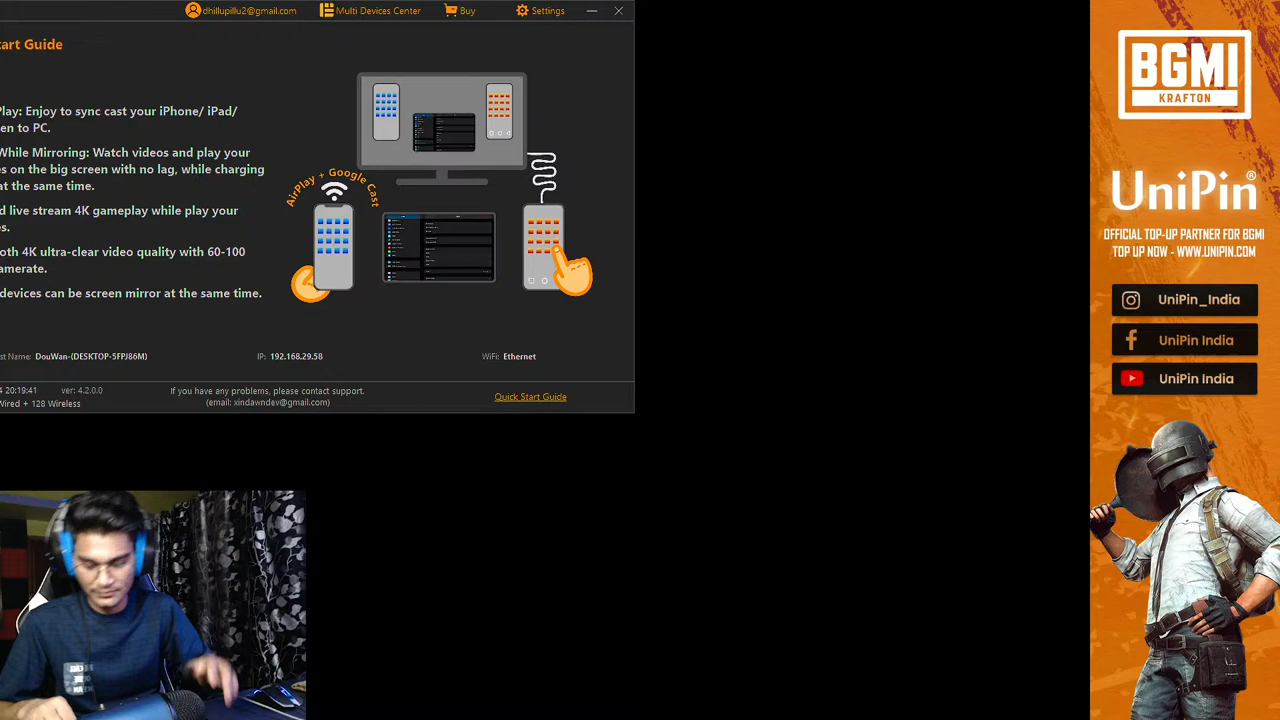 dhillupillu2@gmail.com
Multi Devices Center
Buy
Settings
tart Guide
Play: Enjoy to sync cast your iPhone/ iPad/
en to PC.
While Mirroring: Watch videos and play your
es on the big screen with no lag, while charging
at the same time.
d live stream 4K gameplay while play your
es.
oth 4K ultra-clear video quality with 60-100
amerate.
devices can be screen mirror at the same time.
AirPlay + Google Cast
st Name: DouWan-(DESKTOP-5FPJ86M)
IP: 192.168.29.58
WiFi: Ethernet
4 20:19:41
ver: 4.2.0.0
Wired + 128 Wireless
If you have any problems, please contact support.
(email: xindawndev@gmail.com)
Quick Start Guide
BGMI
KRAFTON
UniPin®
OFFICIAL TOP-UP PARTNER FOR BGMI
TOP UP NOW - WWW.UNIPIN.COM
UniPin_India
UniPin India
UniPin India